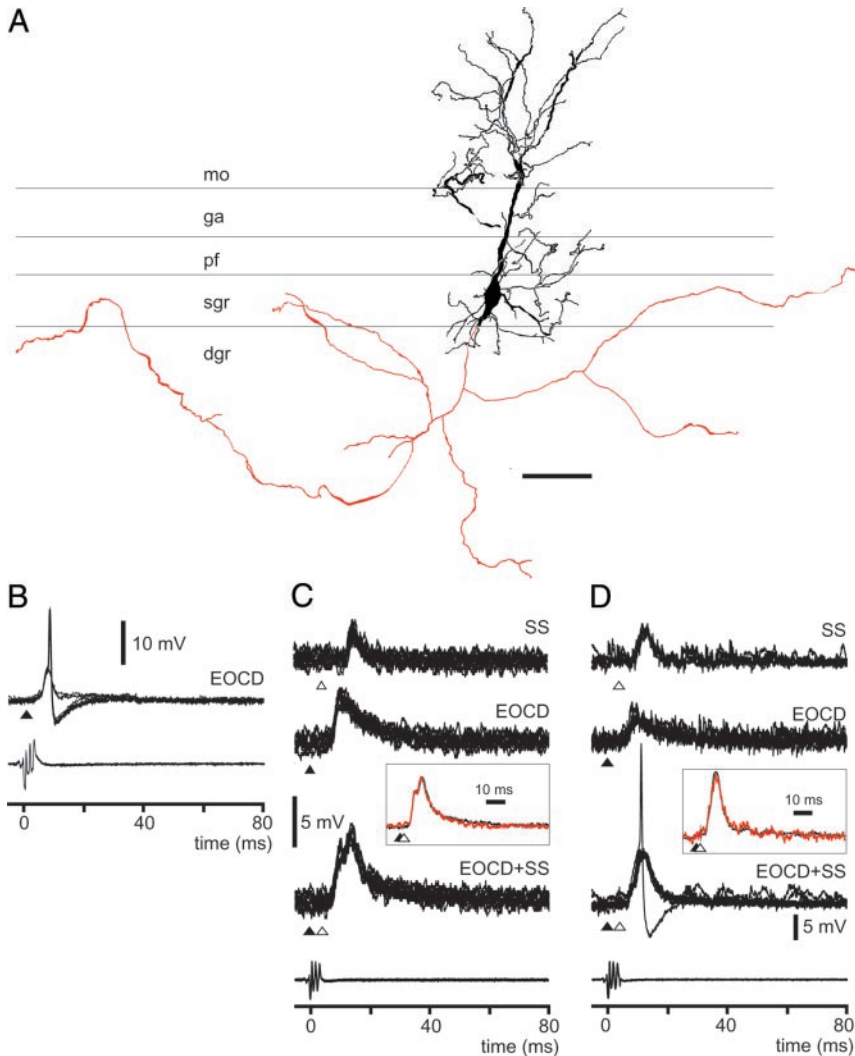 A
mo
ga
pf
sgr
dgr
B
10 mV
EOCD
0 40 80
time (ms)
C
SS
EOCD
10 ms
5 mV
EOCD+SS
0 40 80
time (ms)
D
SS
EOCD
10 ms
EOCD+SS
5 mV
0 40 80
time (ms)